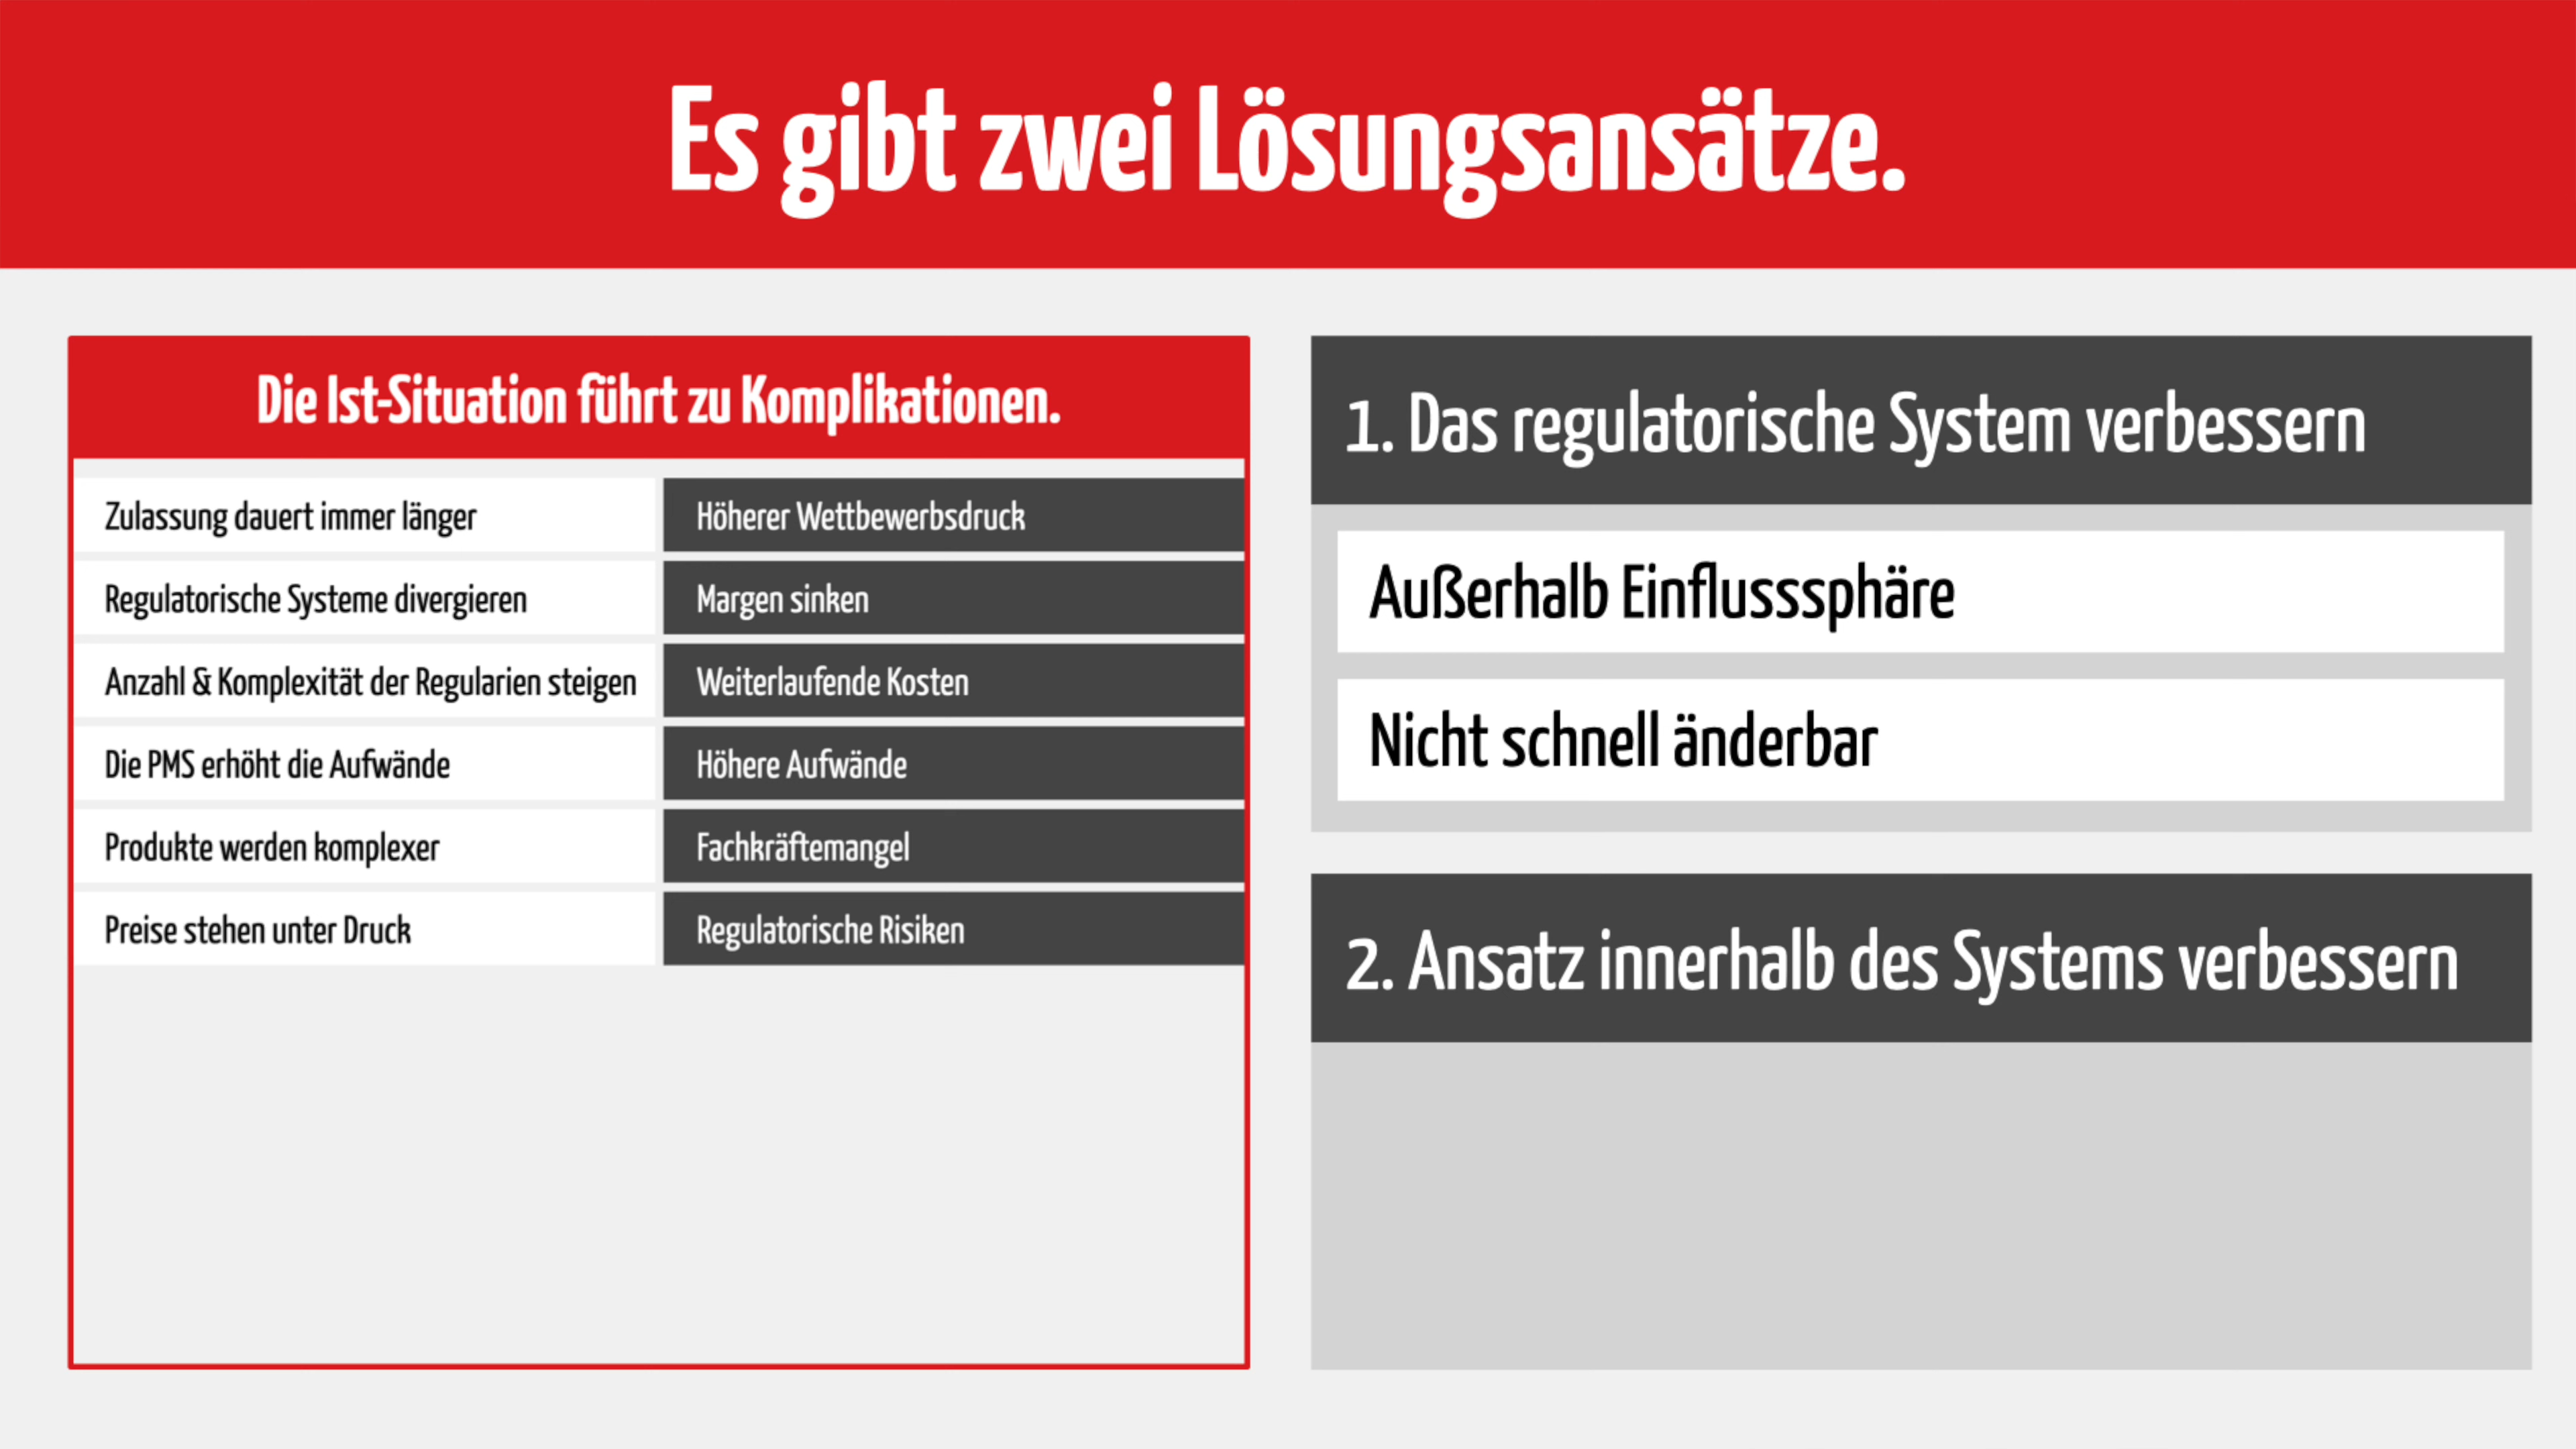 Es gibt zwei Lösungsansätze.
Die Ist-Situation führt zu Komplikationen.
Zulassung dauert immer länger
Höherer Wettbewerbsdruck
Regulatorische Systeme divergieren
Margen sinken
Anzahl & Komplexität der Regularien steigen
Weiterlaufende Kosten
Die PMS erhöht die Aufwände
Höhere Aufwände
Produkte werden komplexer
Fachkräftemangel
Preise stehen unter Druck
Regulatorische Risiken
1. Das regulatorische System verbessern
Außerhalb Einflusssphäre
Nicht schnell änderbar
2. Ansatz innerhalb des Systems verbessern